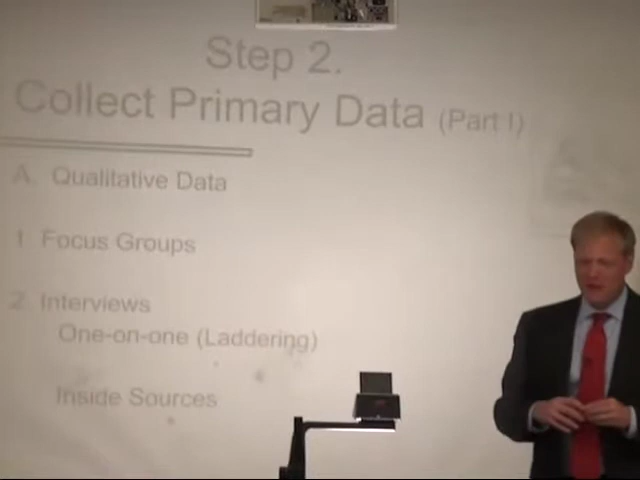 Step 2.
Collect Primary Data (Part I)
A. Qualitative Data
1 Focus Groups
2 Interviews
One-on-one (Laddering)
Inside Sources